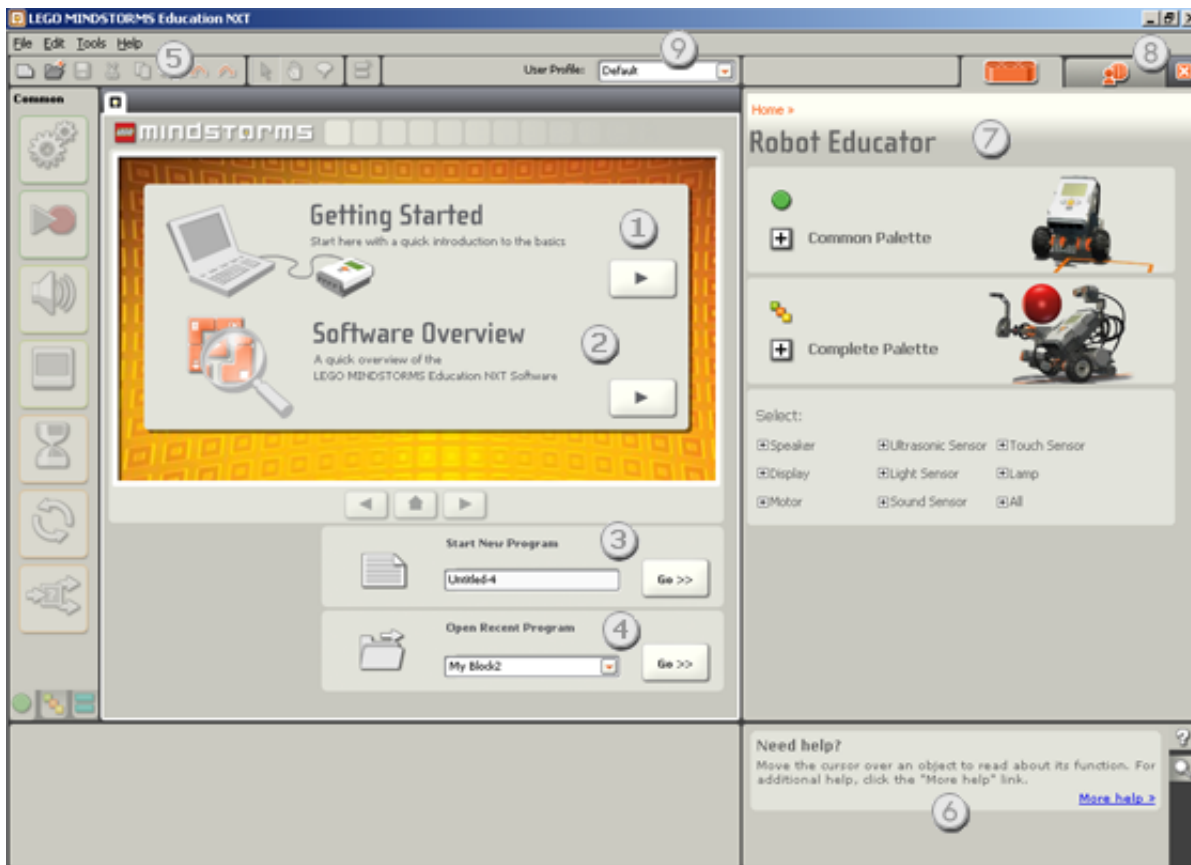 LEGO MINDSTORMS Education NXT
File Edit Tools Help
5
User Profile: Default
9
8
Common
mindstorms
Getting Started
Start here with a quick introduction to the basics
1
Software Overview
A quick overview of the
LEGO MINDSTORMS Education NXT Software
2
Start New Program
3
Untitled-4
Go >>
Open Recent Program
4
My Block2
Go >>
Home »
Robot Educator
7
Common Palette
Complete Palette
Select:
Speaker Ultrasonic Sensor Touch Sensor
Display Light Sensor Lamp
Motor Sound Sensor All
Need help?
Move the cursor over an object to read about its function. For
additional help, click the "More help" link.
More help »
6